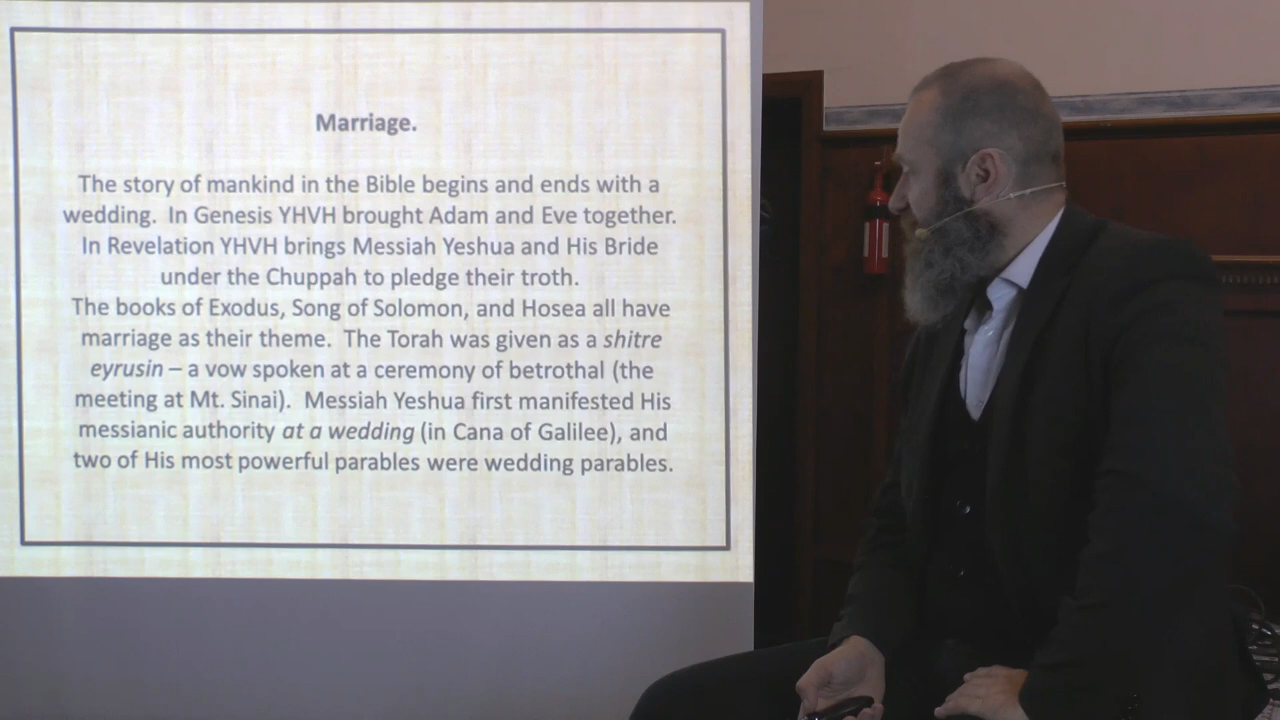 Marriage.
The story of mankind in the Bible begins and ends with a
wedding.  In Genesis YHVH brought Adam and Eve together.
In Revelation YHVH brings Messiah Yeshua and His Bride
under the Chuppah to pledge their troth.
The books of Exodus, Song of Solomon, and Hosea all have
marriage as their theme.  The Torah was given as a shitre
eyrusin – a vow spoken at a ceremony of betrothal (the
meeting at Mt. Sinai).  Messiah Yeshua first manifested His
messianic authority at a wedding (in Cana of Galilee), and
two of His most powerful parables were wedding parables.